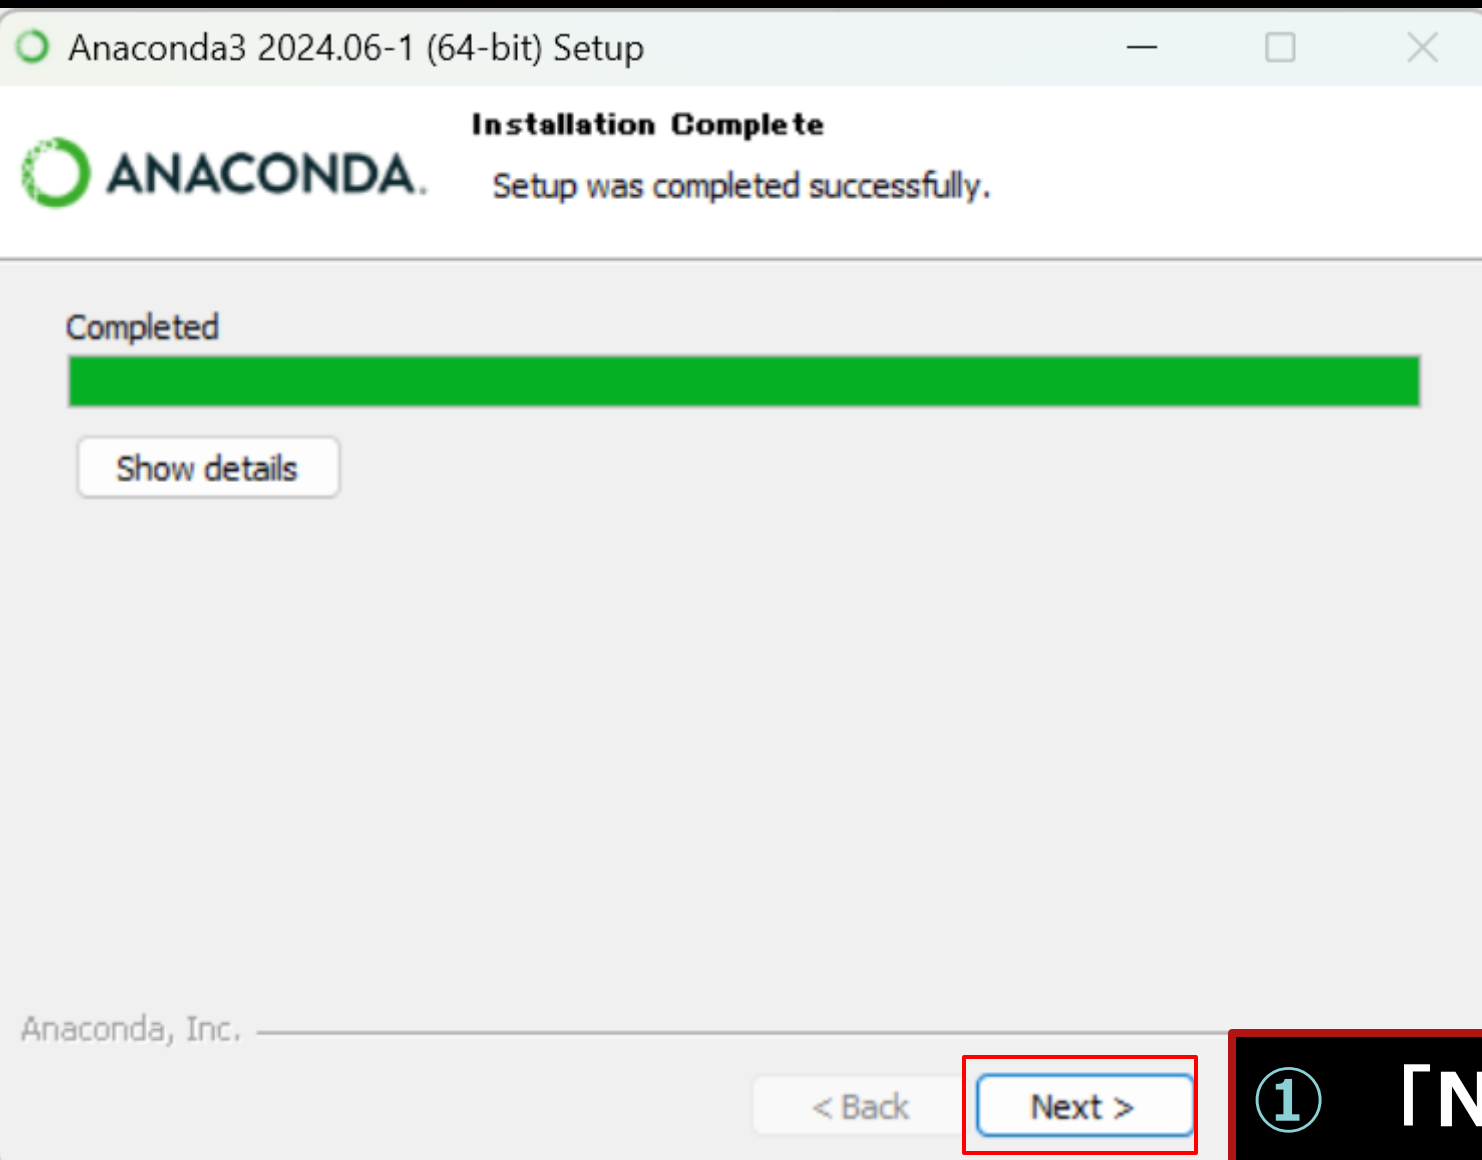 Anaconda3 2024.06-1 (64-bit) Setup
Installation Complete
ANACONDA.
Setup was completed successfully.
Completed
Show details
Anaconda, Inc.
< Back
Next >
① 「N